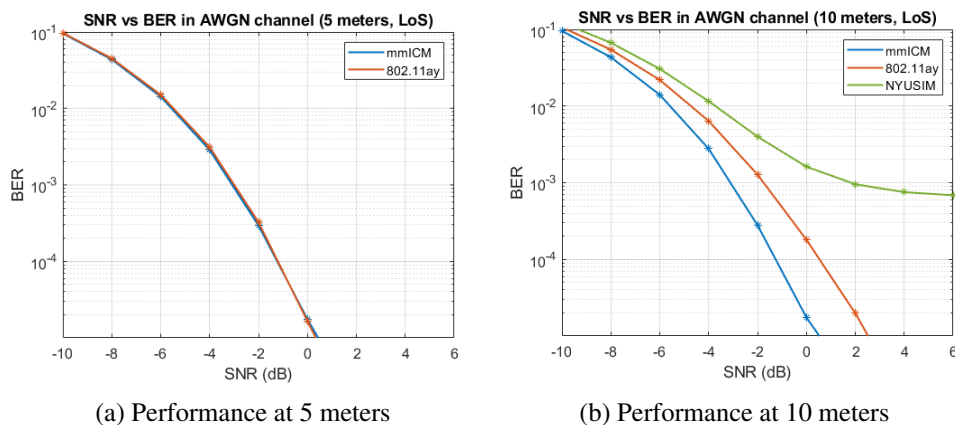 SNR vs BER in AWGN channel (5 meters, LoS)
10^-1
10^-2
10^-3
10^-4
BER
mmICM
802.11ay
-10 -8 -6 -4 -2 0 2 4 6
SNR (dB)
(a) Performance at 5 meters
SNR vs BER in AWGN channel (10 meters, LoS)
10^-1
10^-2
10^-3
10^-4
BER
mmICM
802.11ay
NYUSIM
-10 -8 -6 -4 -2 0 2 4 6
SNR (dB)
(b) Performance at 10 meters